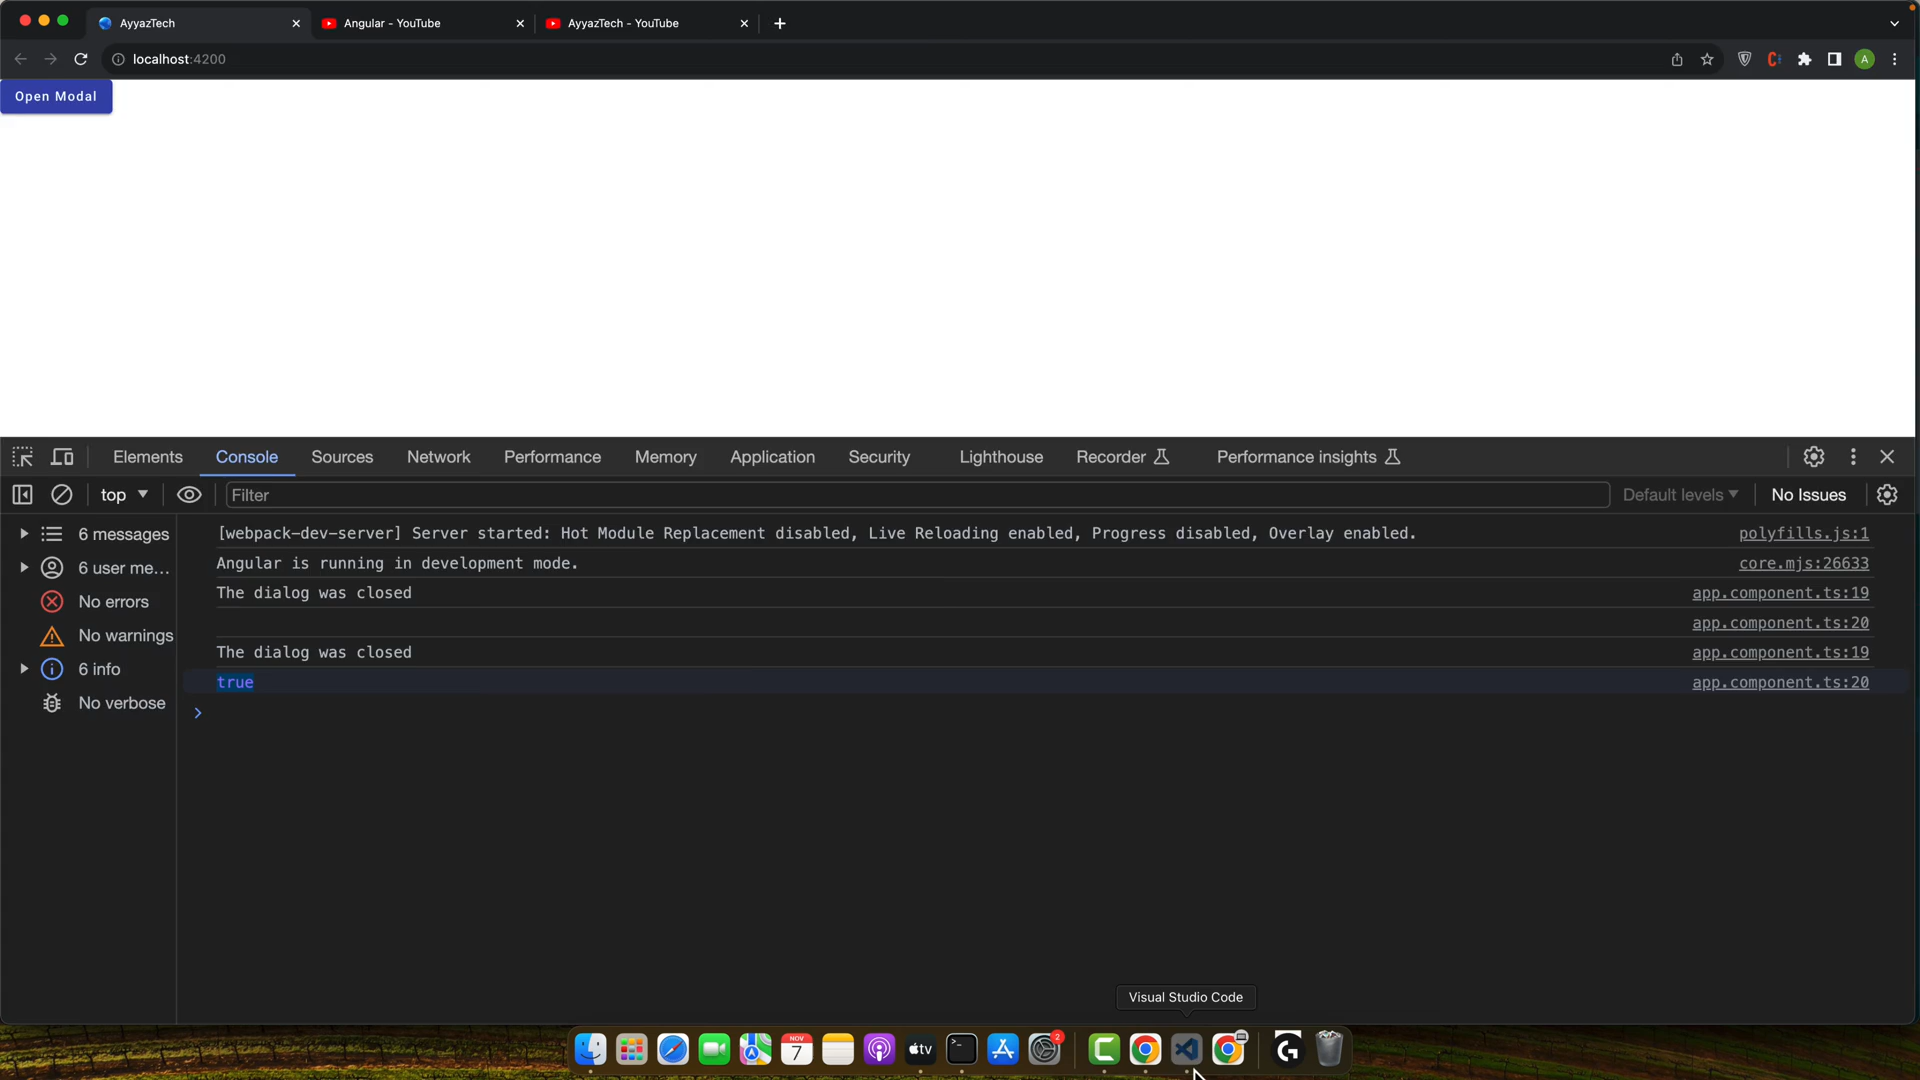 AyyazTech
Angular - YouTube
AyyazTech - YouTube
localhost:4200
A
Open Modal
Elements
Console
Sources
Network
Performance
Memory
Application
Security
Lighthouse
Recorder
Performance insights
top
Filter
Default levels
No Issues
6 messages
6 user me...
No errors
No warnings
6 info
No verbose
[webpack-dev-server] Server started: Hot Module Replacement disabled, Live Reloading enabled, Progress disabled, Overlay enabled.
polyfills.js:1
Angular is running in development mode.
core.mjs:26633
The dialog was closed
app.component.ts:19
app.component.ts:20
The dialog was closed
app.component.ts:19
true
app.component.ts:20
Visual Studio Code
NOV
7
tv
2